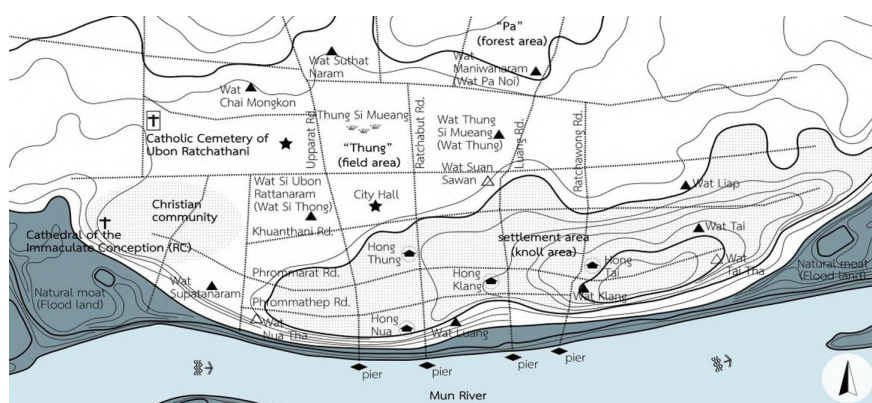 "Pa"
(forest area)
Wat Suthat
Naram
Wat
Maniwanaram
(Wat Pa Noi)
Wat
Chai Mongkon
Thung Si Mueang
Wat Thung
Si Mueang
(Wat Thung)
Catholic Cemetery of
Ubon Ratchathani
Upparat Rd.
"Thung"
(field area)
Ratchabut Rd.
Luang Rd.
Ratchawong Rd.
Wat Suan
Sawan
Wat Si Ubon
Rattanaram
(Wat Si Thong)
City Hall
Wat Liap
Christian
community
Khuanthani Rd.
Cathedral of the
Immaculate Conception (RC)
Hong
Thung
settlement area
(knoll area)
Wat Tai
Hong
Tai
Wat
Tai Tha
Natural moat
(Flood land)
Phrommarat Rd.
Hong
Klang
Natural moat
(Flood land)
Wat
Supatanaram
Phrommathep Rd.
Wat Klang
Wat
Nua Tha
Hong
Nua
Wat Luang
pier
pier
pier
pier
Mun River